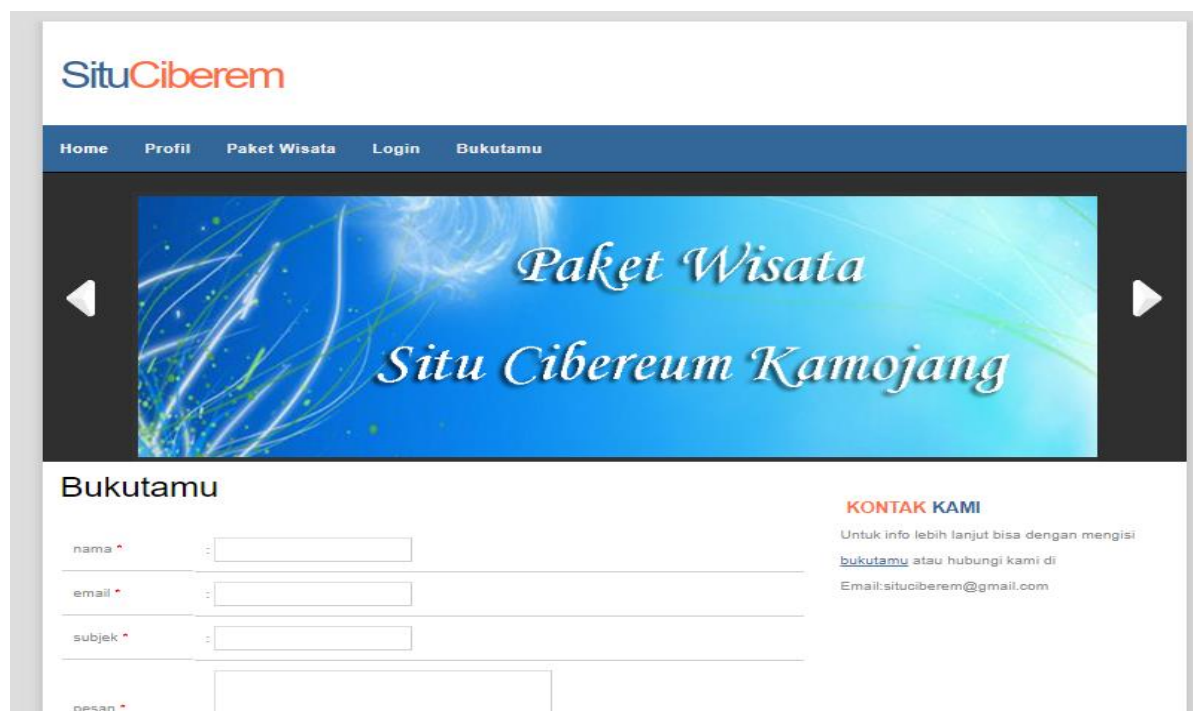 SituCiberem
Home Profil Paket Wisata Login Bukutamu
Paket Wisata
Situ Cibereum Kamojang
Bukutamu
nama * :
email * :
subjek * :
pesan *
KONTAK KAMI
Untuk info lebih lanjut bisa dengan mengisi
bukutamu atau hubungi kami di
Email:situciberem@gmail.com